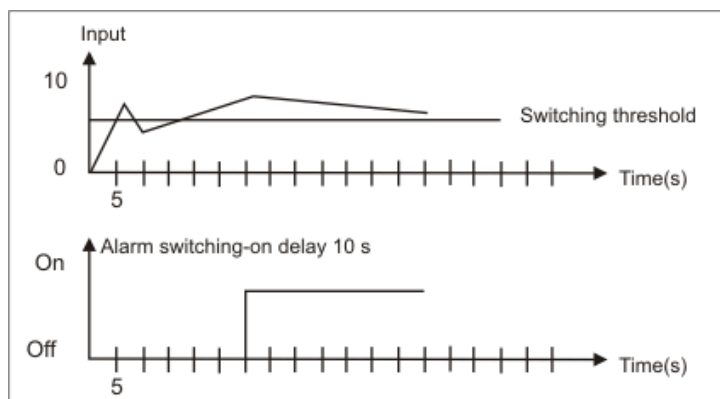 Input
10
Switching threshold
0
Time(s)
5
Alarm switching-on delay 10 s
On
Off
Time(s)
5